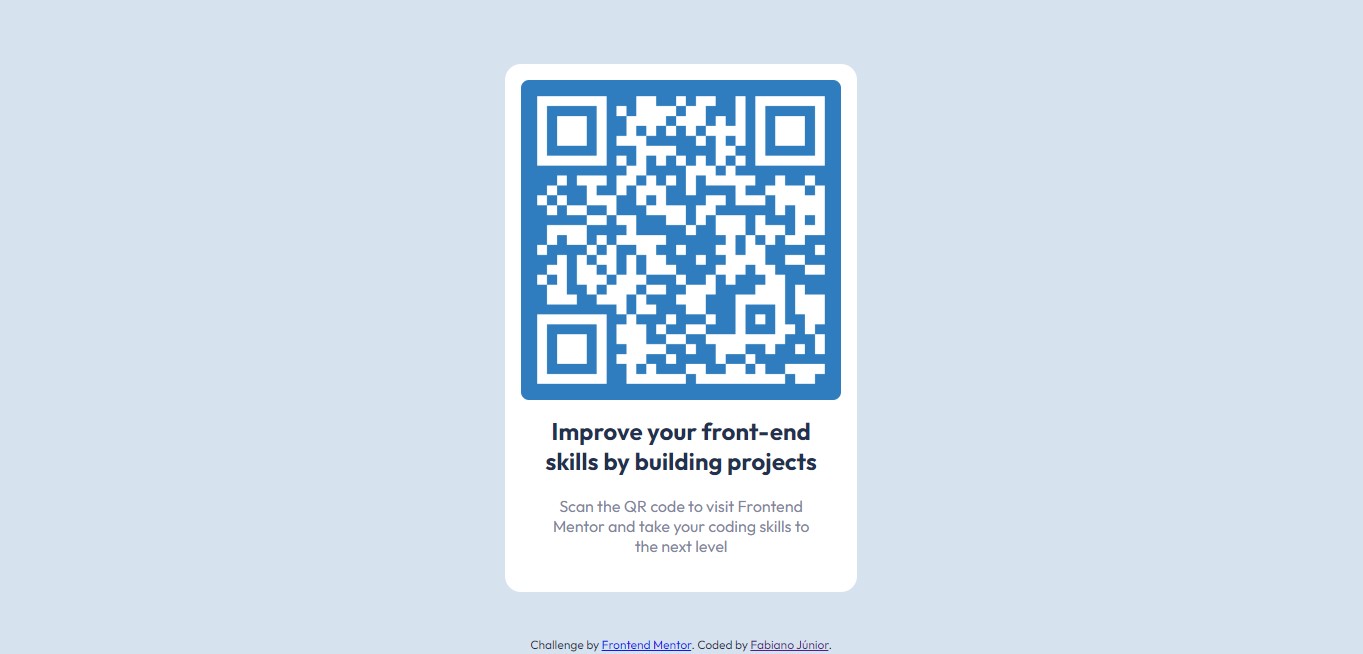 Improve your front-end
skills by building projects
Scan the QR code to visit Frontend
Mentor and take your coding skills to
the next level
Challenge by Frontend Mentor. Coded by Fabiano Júnior.